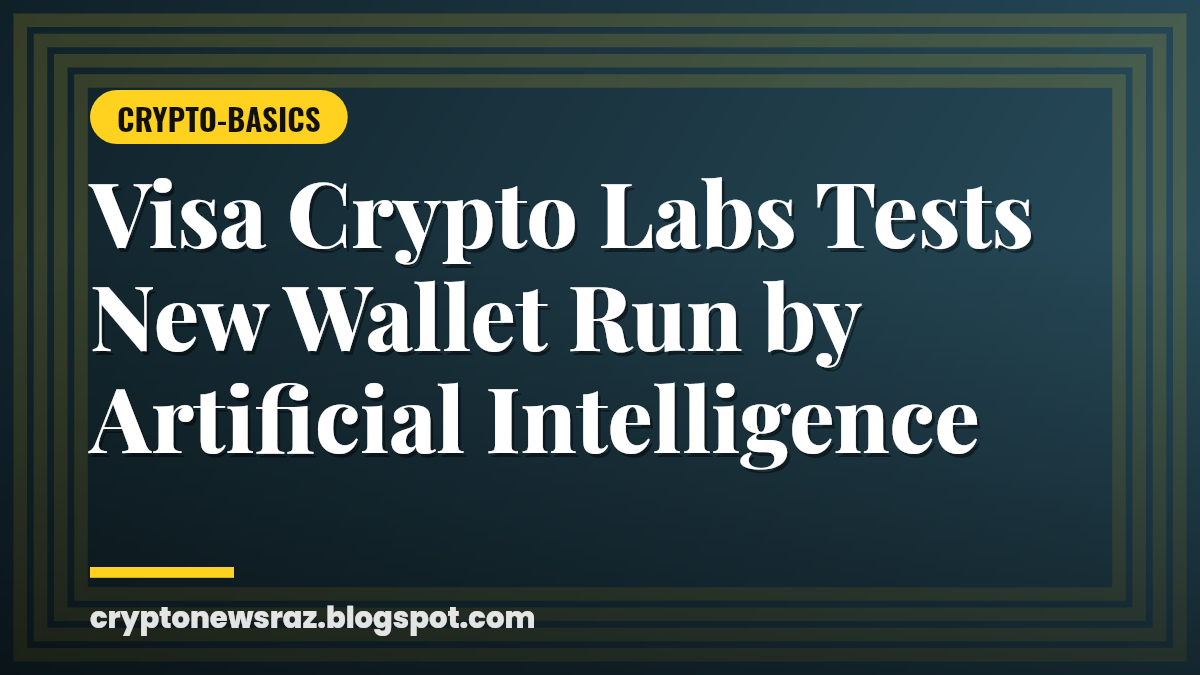 CRYPTO-BASICS
Visa Crypto Labs Tests
New Wallet Run by
Artificial Intelligence
cryptonewsraz.blogspot.com